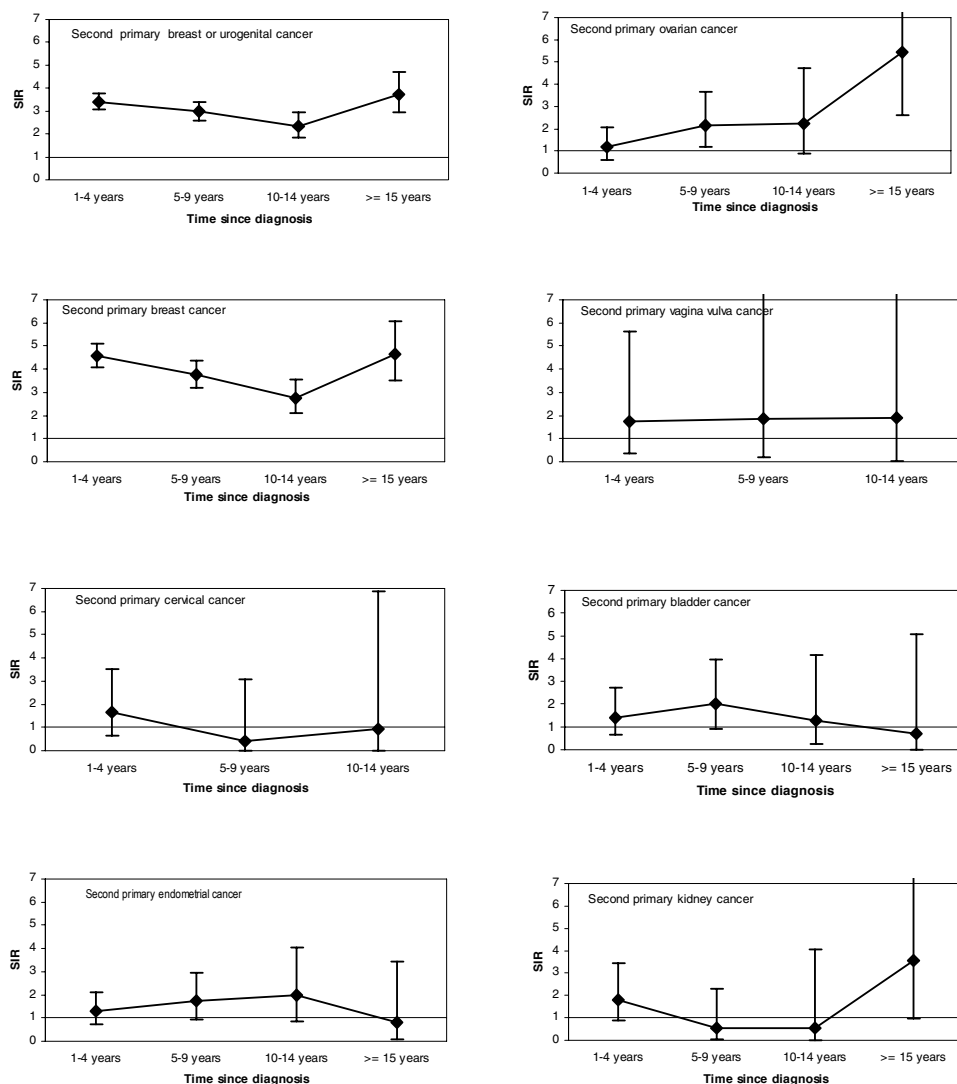 Second primary breast or urogenital cancer
SIR
7
6
5
4
3
2
1
0
1-4 years 5-9 years 10-14 years >= 15 years
Time since diagnosis
Second primary ovarian cancer
SIR
7
6
5
4
3
2
1
0
1-4 years 5-9 years 10-14 years >= 15 years
Time since diagnosis
Second primary breast cancer
SIR
7
6
5
4
3
2
1
0
1-4 years 5-9 years 10-14 years >= 15 years
Time since diagnosis
Second primary vagina vulva cancer
SIR
7
6
5
4
3
2
1
0
1-4 years 5-9 years 10-14 years
Time since diagnosis
Second primary cervical cancer
SIR
7
6
5
4
3
2
1
0
1-4 years 5-9 years 10-14 years
Time since diagnosis
Second primary bladder cancer
SIR
7
6
5
4
3
2
1
0
1-4 years 5-9 years 10-14 years >= 15 years
Time since diagnosis
Second primary endometrial cancer
SIR
7
6
5
4
3
2
1
0
1-4 years 5-9 years 10-14 years >= 15 years
Time since diagnosis
Second primary kidney cancer
SIR
7
6
5
4
3
2
1
0
1-4 years 5-9 years 10-14 years >= 15 years
Time since diagnosis